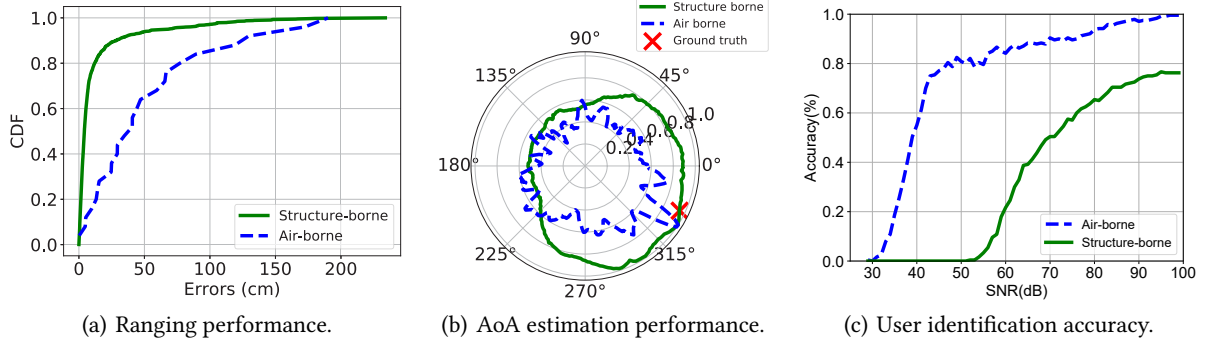 1.0
0.8
0.6
0.4
0.2
0.0
CDF
0 50 100 150 200
Errors (cm)
Structure-borne
Air-borne
(a) Ranging performance.
Structure borne
Air borne
Ground truth
90°
135° 45°
180° 0°
0.2 0.4 0.6 0.8 1.0
225° 315°
270°
(b) AoA estimation performance.
1.0
0.8
0.6
0.4
0.2
0.0
Accuracy(%)
30 40 50 60 70 80 90 100
SNR(dB)
Air-borne
Structure-borne
(c) User identification accuracy.